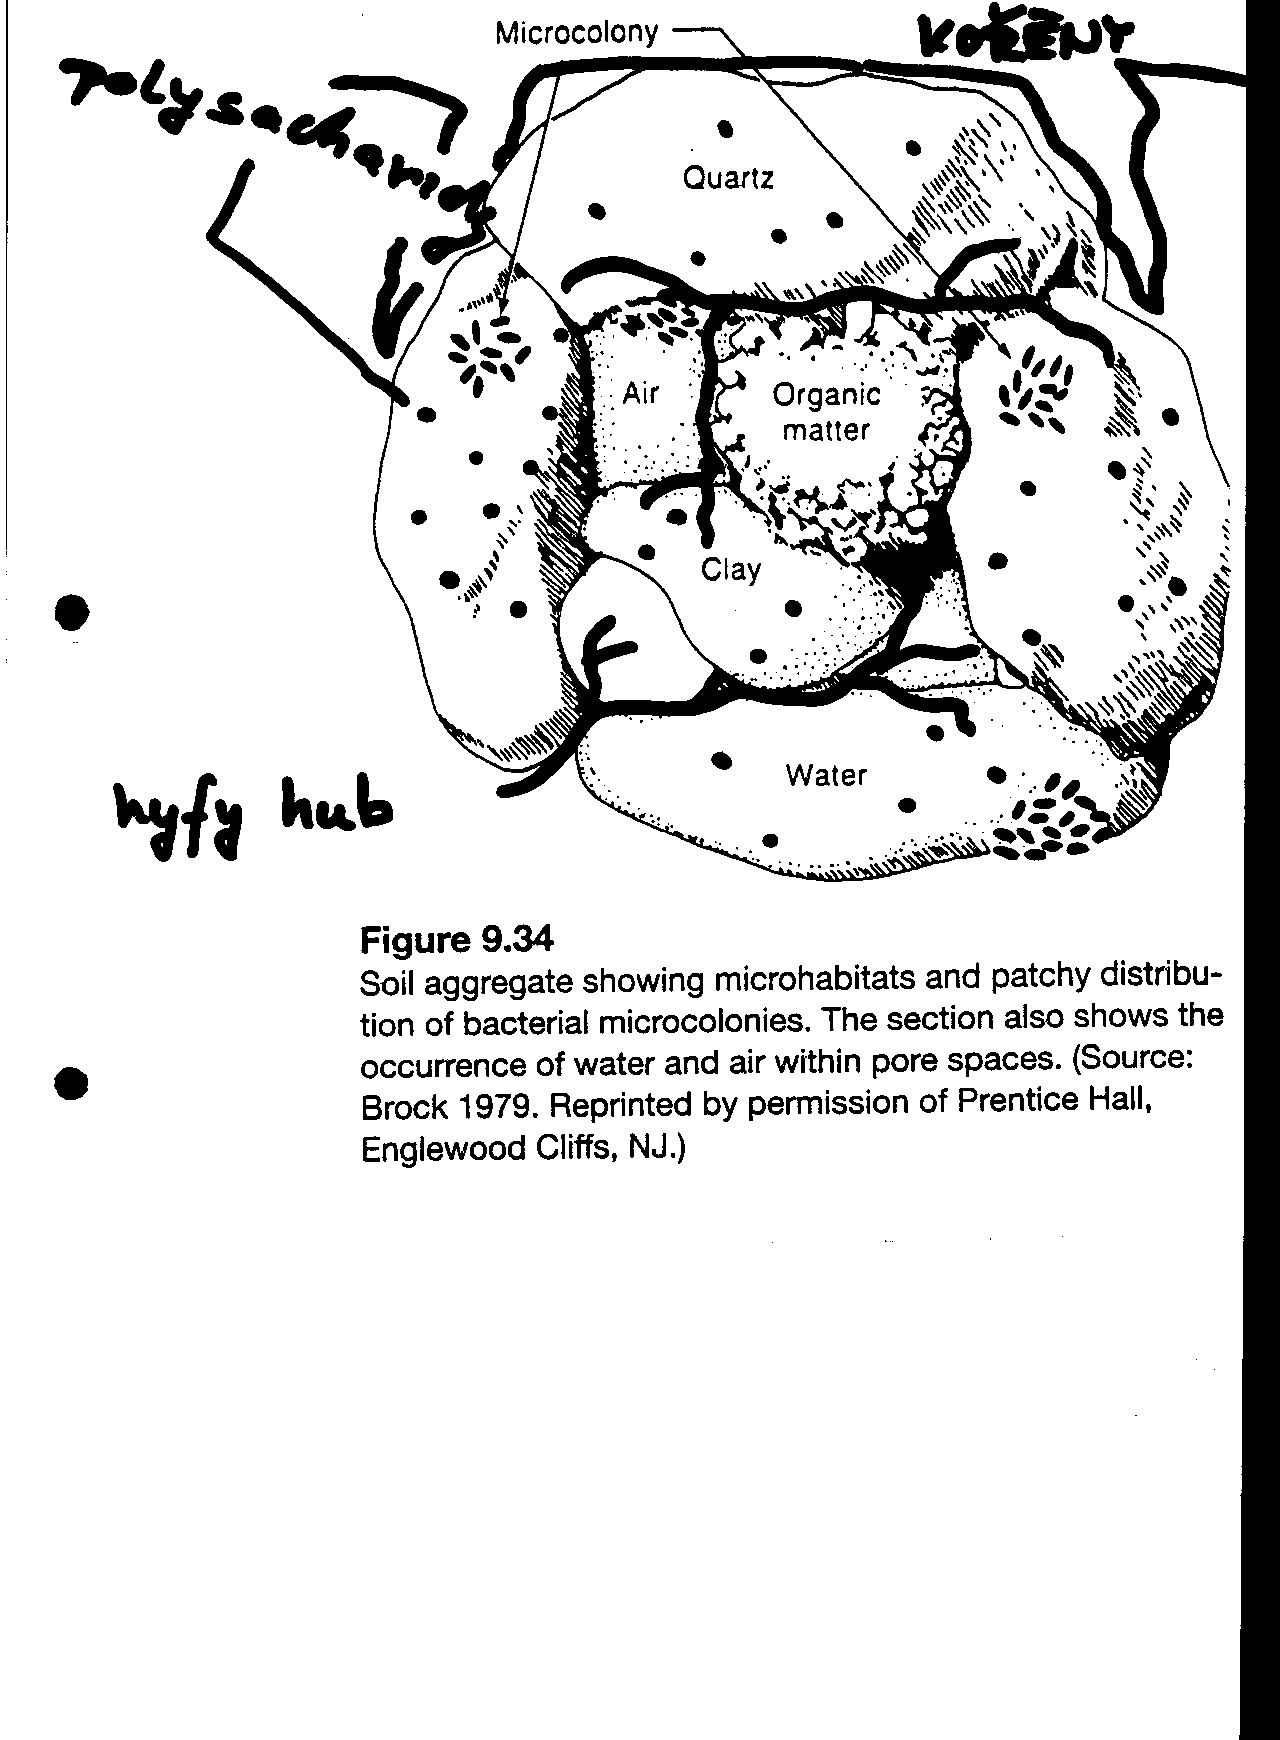 Microcolony
KOŘENY
Polysacharid
Quartz
Air
Organic
matter
Clay
Water
hyfy hub
Figure 9.34
Soil aggregate showing microhabitats and patchy distribu-
tion of bacterial microcolonies. The section also shows the
occurrence of water and air within pore spaces. (Source:
Brock 1979. Reprinted by permission of Prentice Hall,
Englewood Cliffs, NJ.)